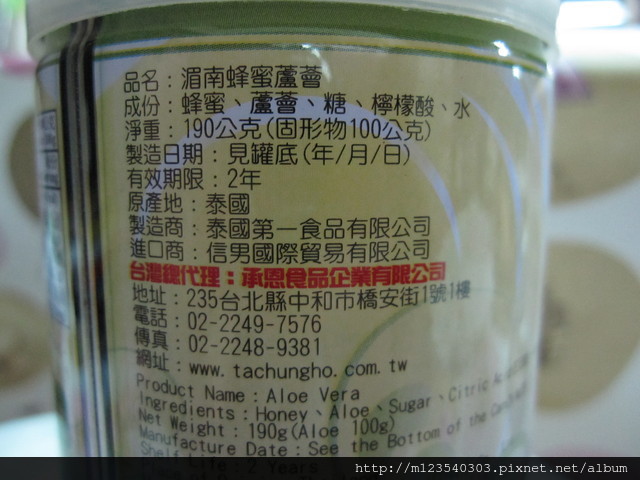 品名：湄南蜂蜜蘆薈
成份：蜂蜜、蘆薈、糖、檸檬酸、水
淨重：190公克(固形物100公克)
製造日期：見罐底(年/月/日)
有效期限：2年
原產地：泰國
製造商：泰國第一食品有限公司
進口商：信男國際貿易有限公司
台灣總代理：承恩食品企業有限公司
地址：235台北縣中和市橋安街1號1樓
電話：02-2249-7576
傳真：02-2248-9381
網址：www.tachungho.com.tw
Product Name：Aloe Vera
Ingredients：Honey、Aloe、Sugar、Citric
Net Weight：190g(Aloe 100g)
Manufacture Date：See the Bottom of the
Shelf Life：2 Years
http://m123540303.pixnet.net/album